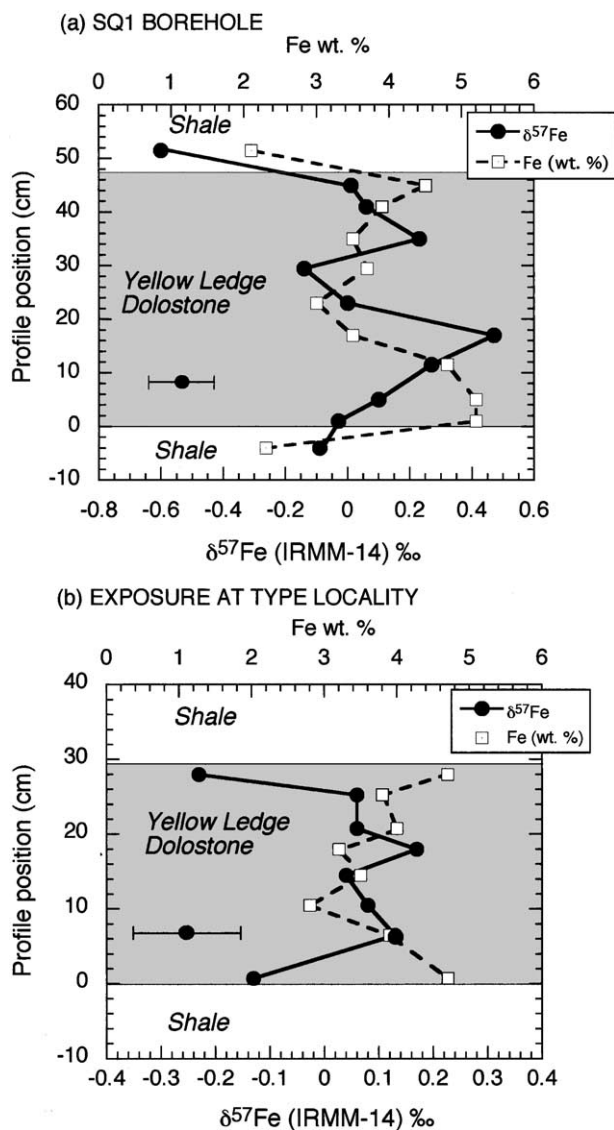 (a) SQ1 BOREHOLE
Fe wt. %
0 1 2 3 4 5 6
60
50
40
30
20
10
0
-10
Profile position (cm)
Shale
δ57Fe
Fe (wt. %)
Yellow Ledge
Dolostone
Shale
-0.8 -0.6 -0.4 -0.2 0 0.2 0.4 0.6
δ57Fe (IRMM-14) ‰
(b) EXPOSURE AT TYPE LOCALITY
Fe wt. %
0 1 2 3 4 5 6
40
30
20
10
0
-10
Profile position (cm)
Shale
δ57Fe
Fe (wt. %)
Yellow Ledge
Dolostone
Shale
-0.4 -0.3 -0.2 -0.1 0 0.1 0.2 0.3 0.4
δ57Fe (IRMM-14) ‰